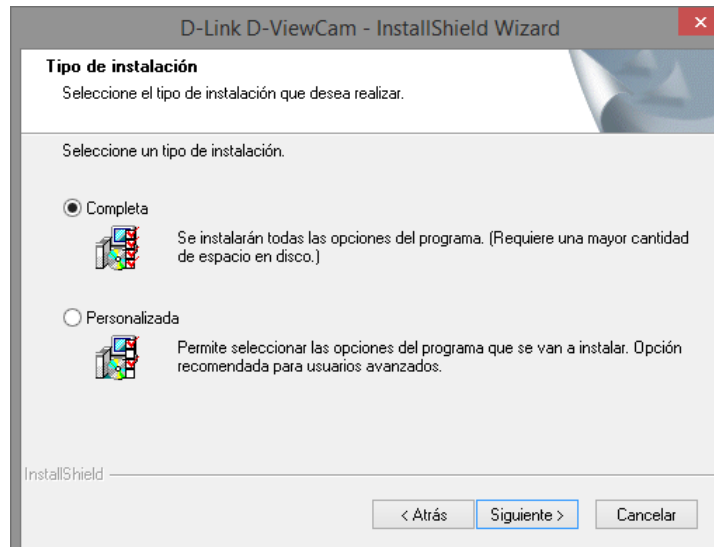 D-Link D-ViewCam - InstallShield Wizard
Tipo de instalación
Seleccione el tipo de instalación que desea realizar.
Seleccione un tipo de instalación.
Completa
Se instalarán todas las opciones del programa. (Requiere una mayor cantidad
de espacio en disco.)
Personalizada
Permite seleccionar las opciones del programa que se van a instalar. Opción
recomendada para usuarios avanzados.
InstallShield
< Atrás
Siguiente >
Cancelar